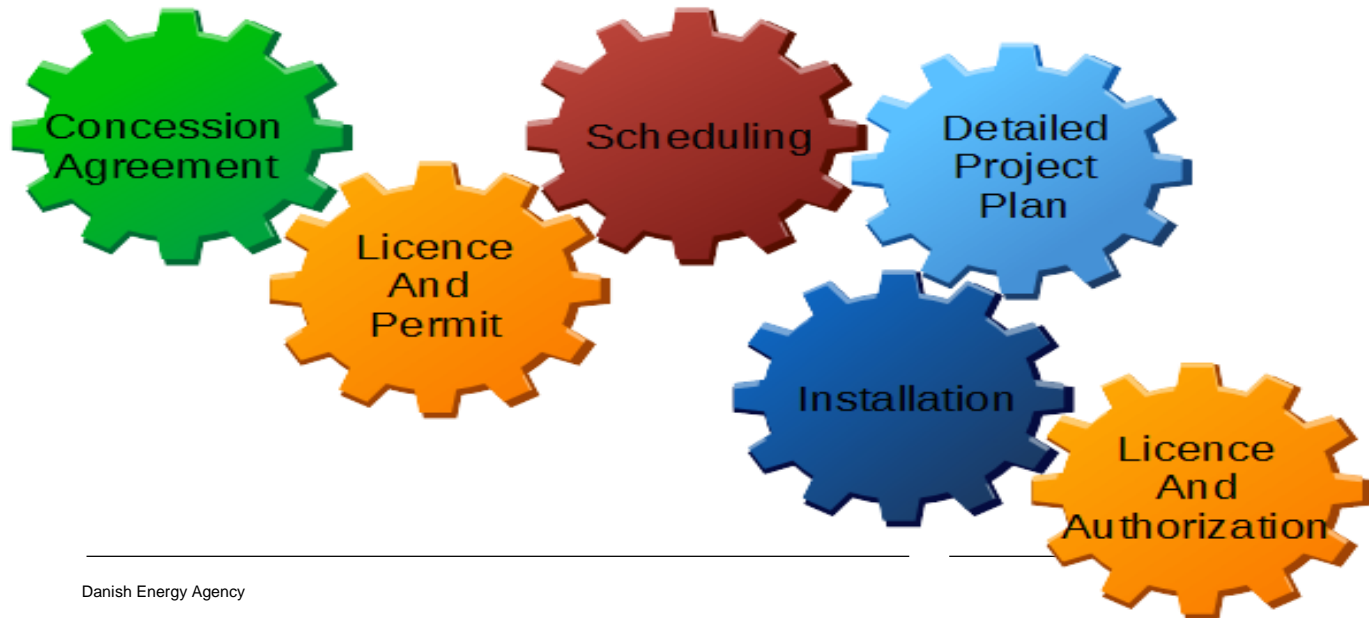 Concession
Agreement
Licence
And
Permit
Scheduling
Detailed
Project
Plan
Installation
Licence
And
Authorization
Danish Energy Agency